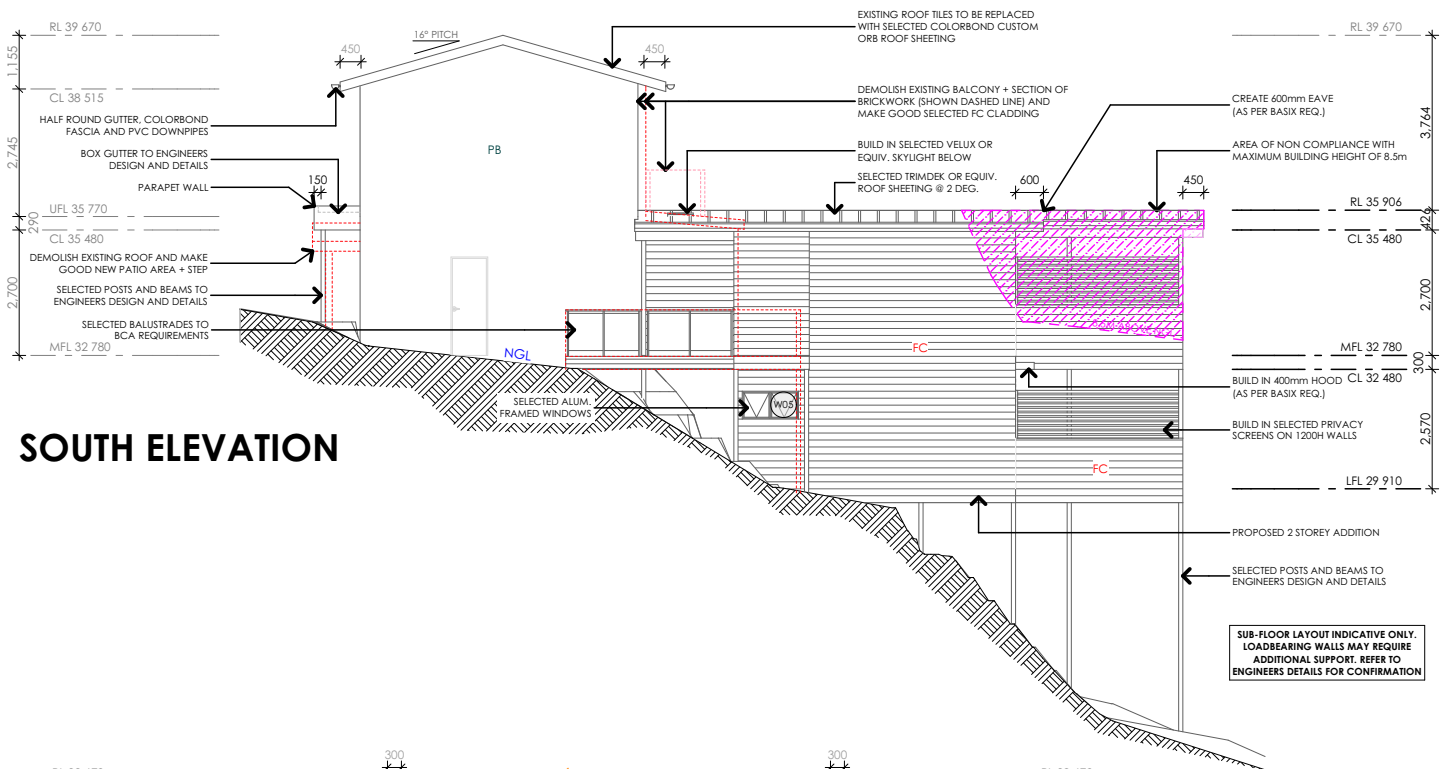 RL 39 670
1,155
CL 38 515
2,745
UFL 35 770
290
CL 35 480
2,700
MFL 32 780
16° PITCH
450
450
EXISTING ROOF TILES TO BE REPLACED
WITH SELECTED COLORBOND CUSTOM
ORB ROOF SHEETING
HALF ROUND GUTTER, COLORBOND
FASCIA AND PVC DOWNPIPES
BOX GUTTER TO ENGINEERS
DESIGN AND DETAILS
PARAPET WALL
150
DEMOLISH EXISTING ROOF AND MAKE
GOOD NEW PATIO AREA + STEP
SELECTED POSTS AND BEAMS TO
ENGINEERS DESIGN AND DETAILS
SELECTED BALUSTRADES TO
BCA REQUIREMENTS
PB
NGL
DEMOLISH EXISTING BALCONY + SECTION OF
BRICKWORK (SHOWN DASHED LINE) AND
MAKE GOOD SELECTED FC CLADDING
BUILD IN SELECTED VELUX OR
EQUIV. SKYLIGHT BELOW
SELECTED TRIMDEK OR EQUIV.
ROOF SHEETING @ 2 DEG.
600
450
CREATE 600mm EAVE
(AS PER BASIX REQ.)
AREA OF NON COMPLIANCE WITH
MAXIMUM BUILDING HEIGHT OF 8.5m
FC
SELECTED ALUM.
FRAMED WINDOWS
W05
FC
RL 39 670
3,764
RL 35 906
426
CL 35 480
2,700
MFL 32 780
300
CL 32 480
2,570
LFL 29 910
BUILD IN 400mm HOOD
(AS PER BASIX REQ.)
BUILD IN SELECTED PRIVACY
SCREENS ON 1200H WALLS
PROPOSED 2 STOREY ADDITION
SELECTED POSTS AND BEAMS TO
ENGINEERS DESIGN AND DETAILS
SUB-FLOOR LAYOUT INDICATIVE ONLY.
LOADBEARING WALLS MAY REQUIRE
ADDITIONAL SUPPORT. REFER TO
ENGINEERS DETAILS FOR CONFIRMATION
SOUTH ELEVATION
300
300